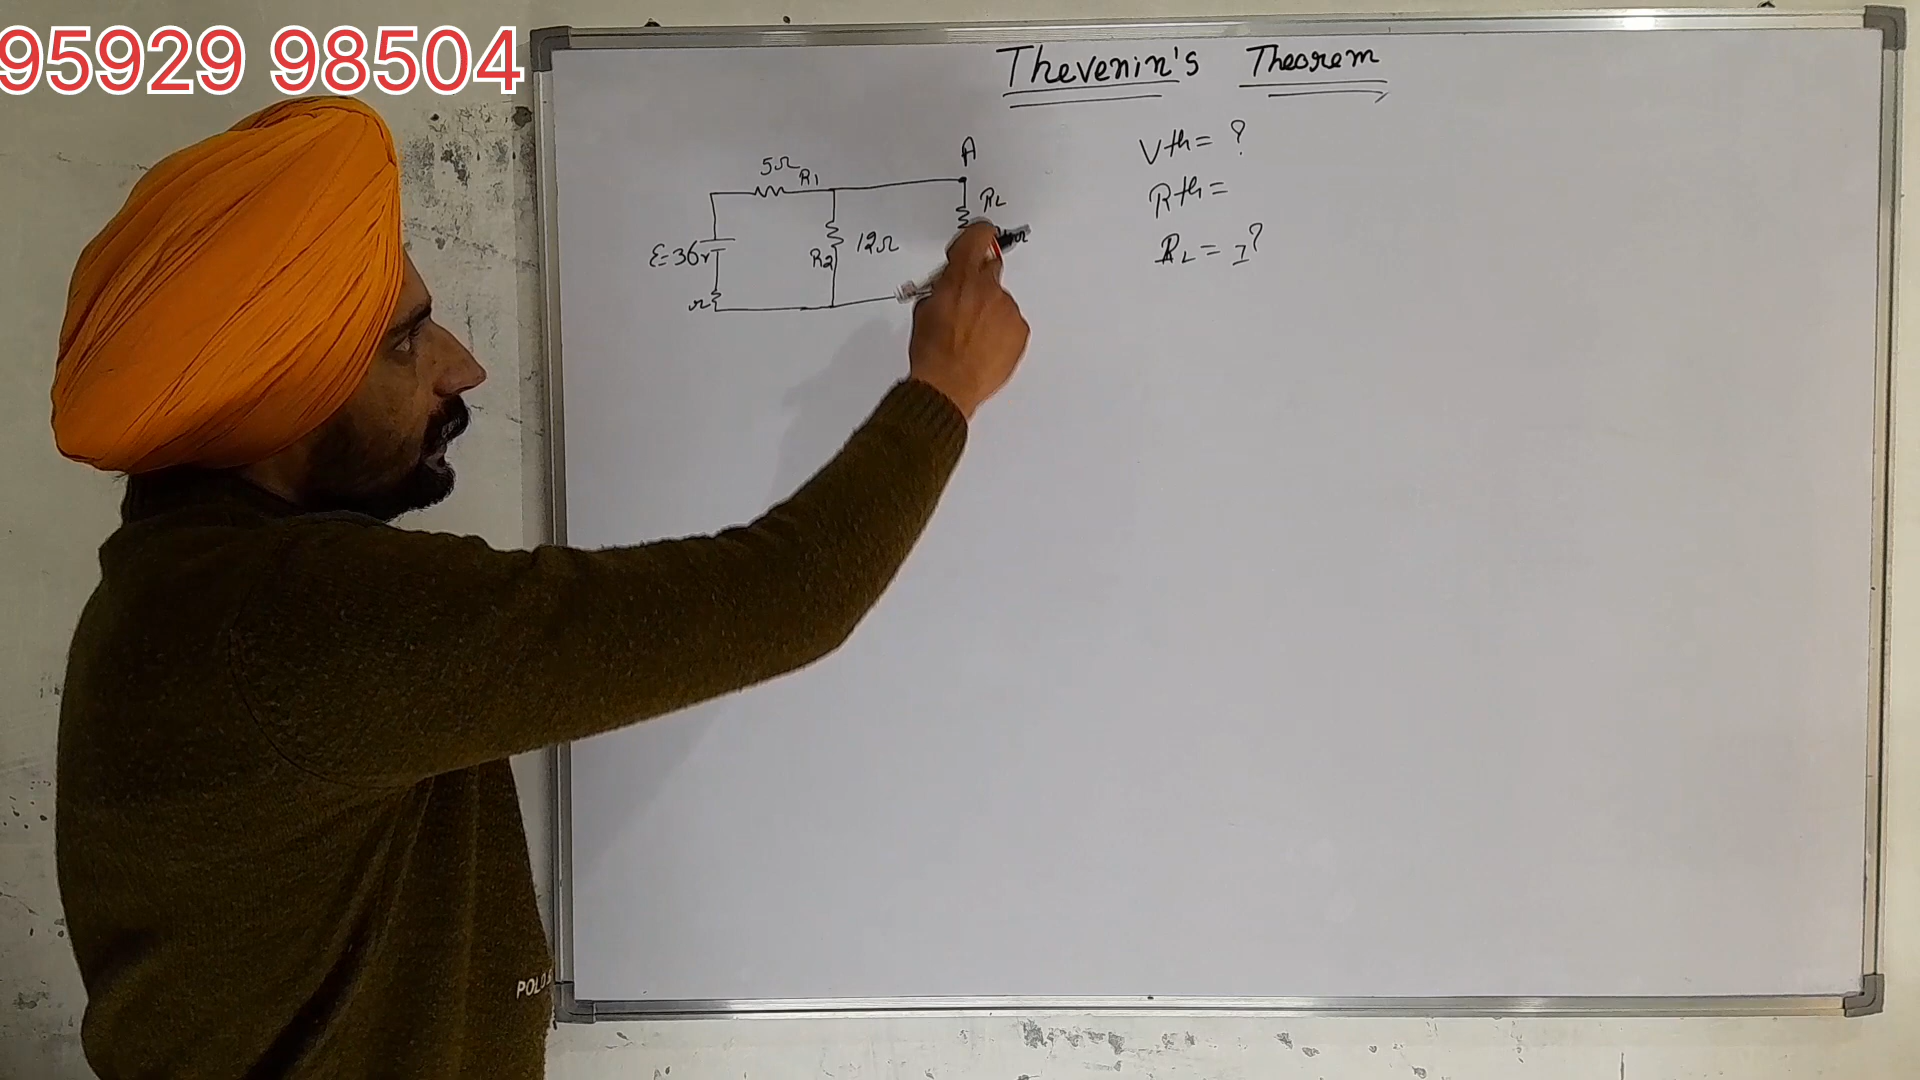 95929 98504
Thevenin's Theorem
A
5Ω
R1
RL
E=36v
R2
12Ω
r
Vth = ?
Rth =
RL = I?
POLO